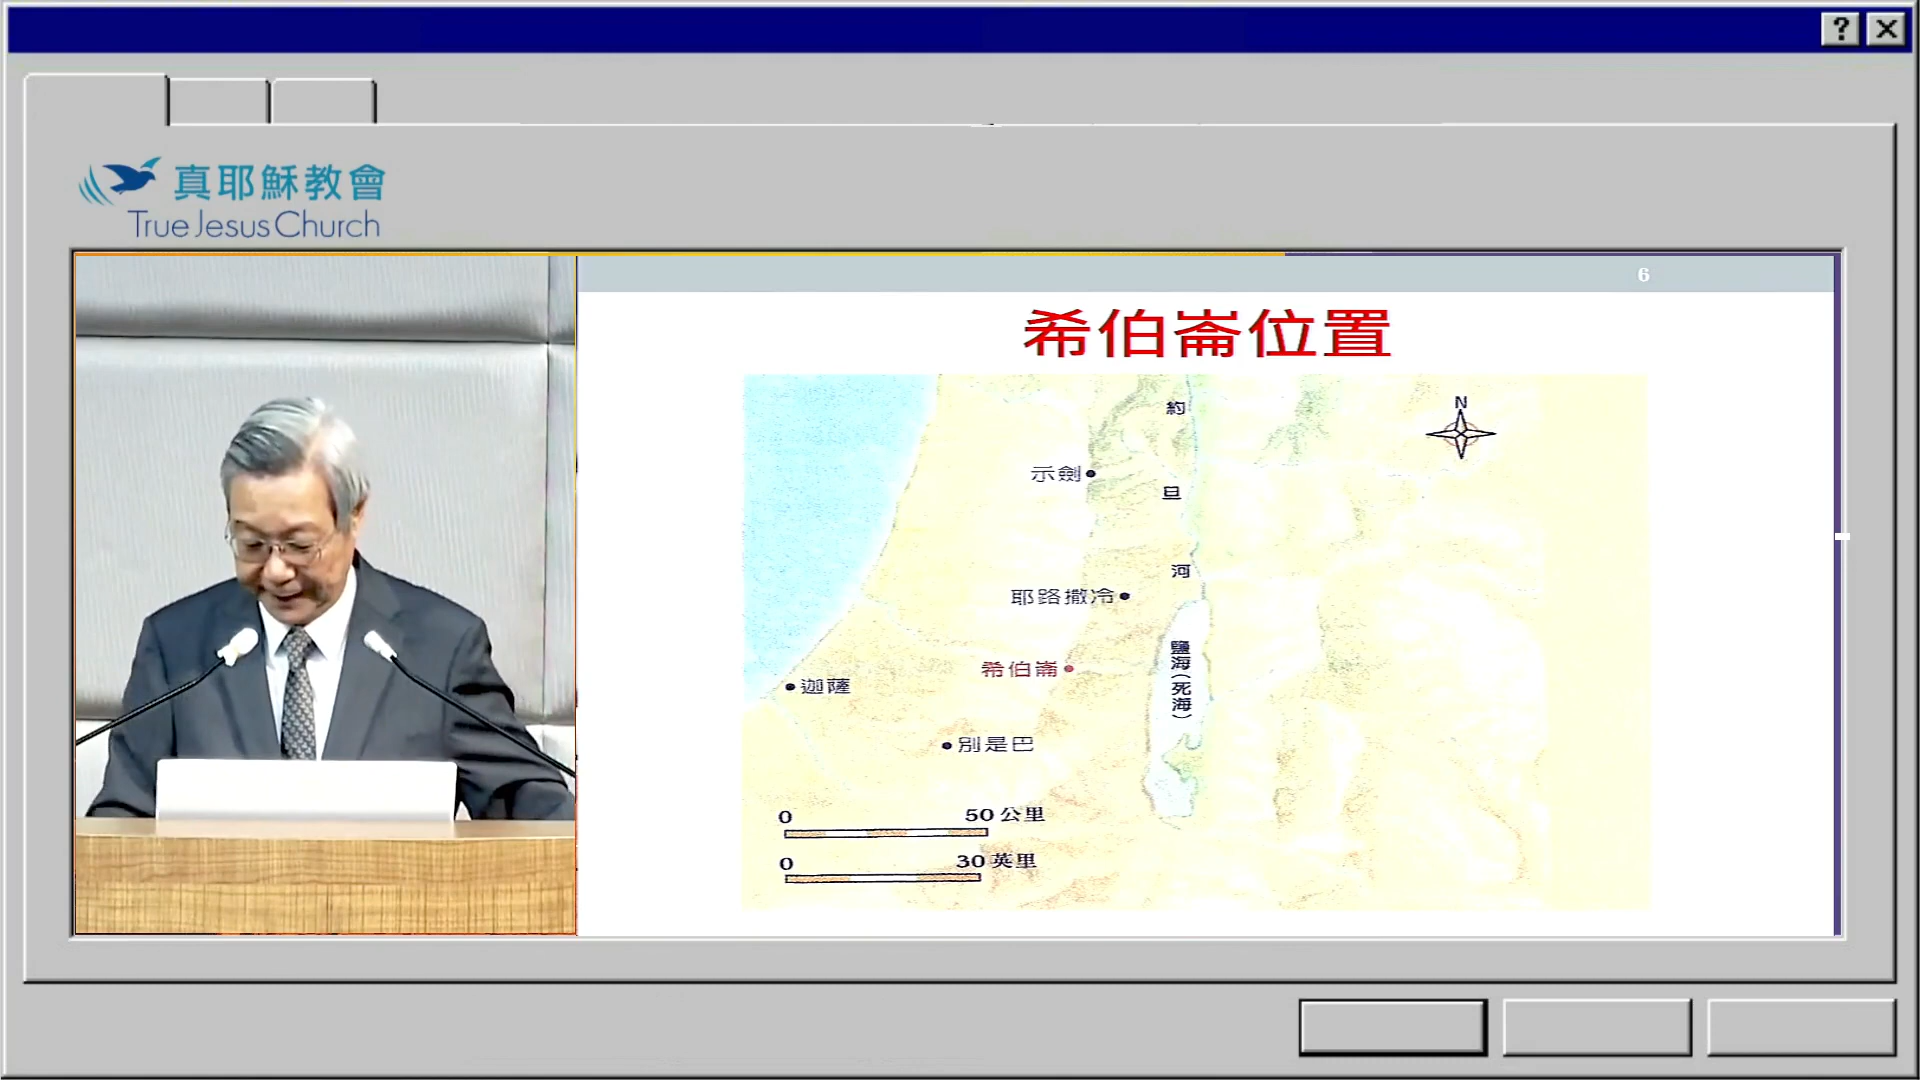 真耶穌教會
True Jesus Church
6
希伯崙位置
N
約旦河
示劍
耶路撒冷
希伯崙
鹽海(死海)
迦薩
別是巴
0 50 公里
0 30 英里